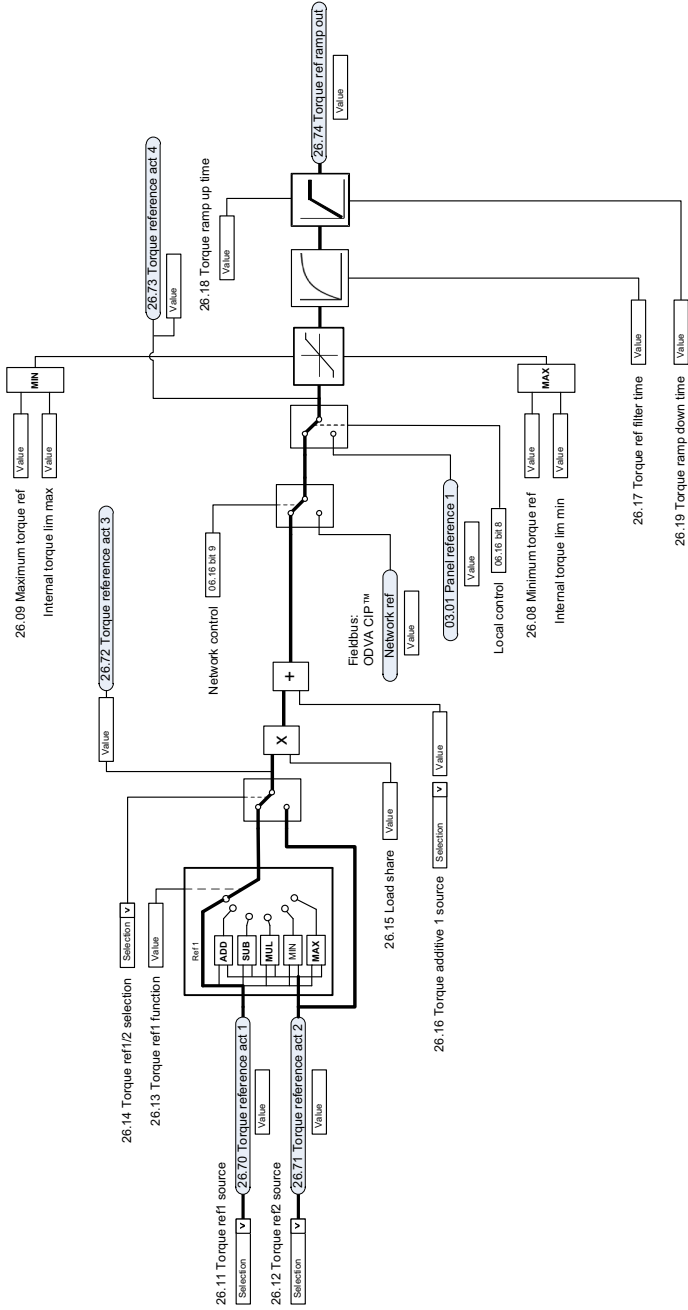 26.11 Torque ref1 source
Selection
v
26.70 Torque reference act 1
Value
26.12 Torque ref2 source
Selection
v
26.71 Torque reference act 2
Value
26.14 Torque ref1/2 selection
Selection
v
26.13 Torque ref1 function
Value
Ref 1
ADD
SUB
MUL
MIN
MAX
Value
26.72 Torque reference act 3
X
+
26.15 Load share
Value
26.16 Torque additive 1 source
Selection
v
Value
Network control
06.16 bit 9
Fieldbus:
ODVA CIP™
Network ref
Value
03.01 Panel reference 1
Value
Local control
06.16 bit 8
26.09 Maximum torque ref
Value
Internal torque lim max
Value
MIN
26.08 Minimum torque ref
Value
Internal torque lim min
Value
MAX
26.73 Torque reference act 4
Value
26.18 Torque ramp up time
Value
26.17 Torque ref filter time
Value
26.19 Torque ramp down time
Value
26.74 Torque ref ramp out
Value